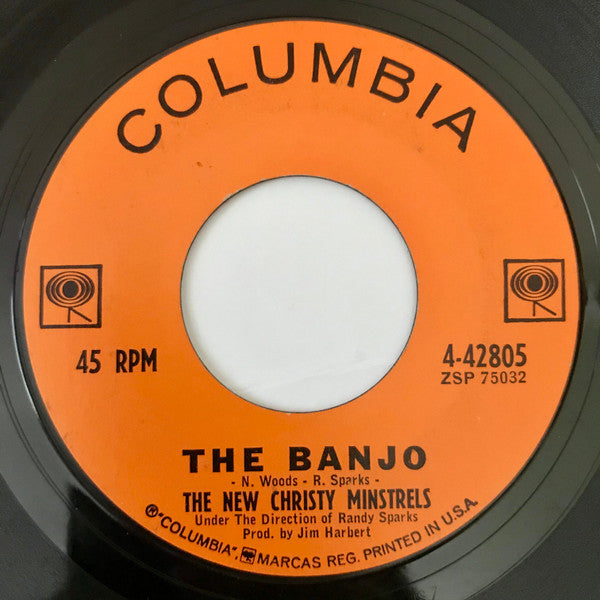 COLUMBIA
45 RPM
4-42805
ZSP 75032
THE BANJO
- N. Woods - R. Sparks -
THE NEW CHRISTY MINSTRELS
Under The Direction of Randy Sparks
Prod. by Jim Harbert
®"COLUMBIA", MARCAS REG. PRINTED IN U.S.A.